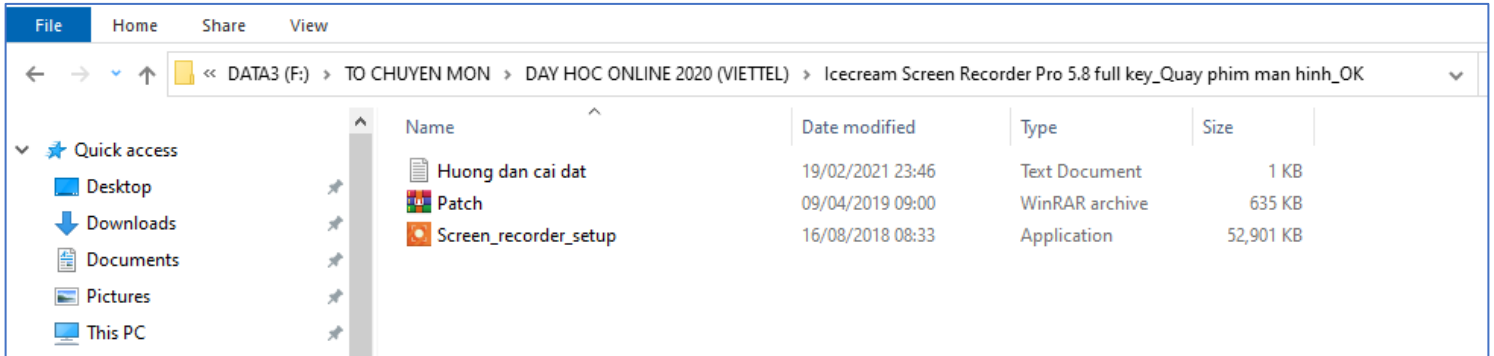 File Home Share View
« DATA3 (F:) > TO CHUYEN MON > DAY HOC ONLINE 2020 (VIETTEL) > Icecream Screen Recorder Pro 5.8 full key_Quay phim man hinh_OK
Name Date modified Type Size
Quick access
Huong dan cai dat 19/02/2021 23:46 Text Document 1 KB
Desktop
Patch 09/04/2019 09:00 WinRAR archive 635 KB
Downloads
Screen_recorder_setup 16/08/2018 08:33 Application 52,901 KB
Documents
Pictures
This PC